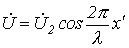 U̇ = U̇₂ cos 2π/λ x'